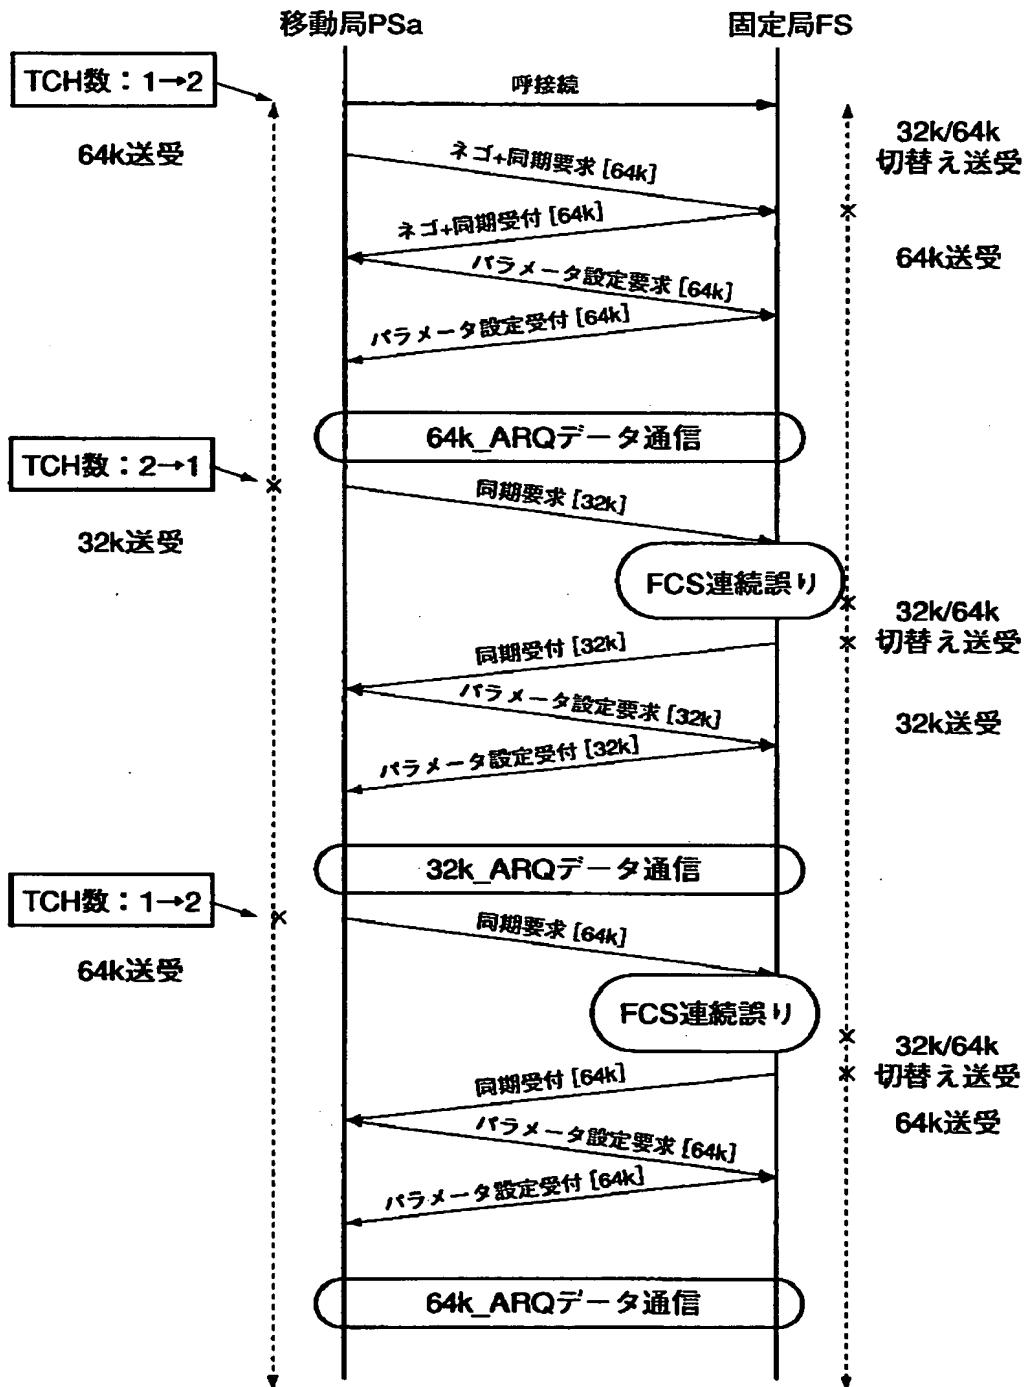 移動局PSa
固定局FS
TCH数：1→2
呼接続
64k送受
32k/64k
切替え送受
ネゴ+同期要求 [64k]
ネゴ+同期受付 [64k]
64k送受
パラメータ設定要求 [64k]
パラメータ設定受付 [64k]
64k_ARQデータ通信
TCH数：2→1
同期要求 [32k]
32k送受
FCS連続誤り
32k/64k
切替え送受
同期受付 [32k]
パラメータ設定要求 [32k]
32k送受
パラメータ設定受付 [32k]
32k_ARQデータ通信
TCH数：1→2
同期要求 [64k]
64k送受
FCS連続誤り
32k/64k
切替え送受
同期受付 [64k]
64k送受
パラメータ設定要求 [64k]
パラメータ設定受付 [64k]
64k_ARQデータ通信